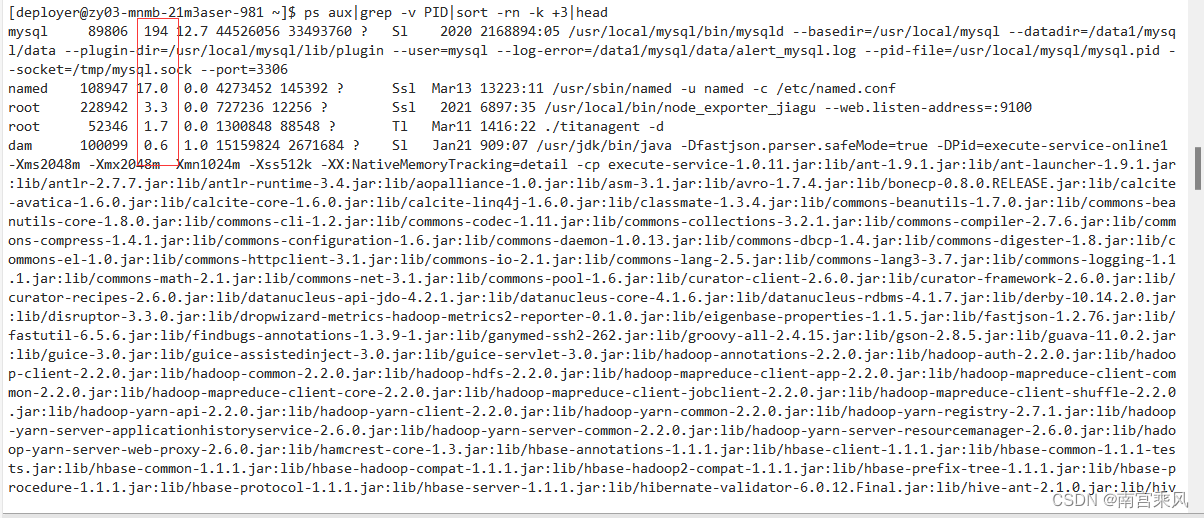 [deployer@zy03-mnmb-21m3aser-981 ~]$ ps aux|grep -v PID|sort -rn -k +3|head
mysql     89806  194 12.7 44526056 33493760 ?   Sl    2020 2168894:05 /usr/local/mysql/bin/mysqld --basedir=/usr/local/mysql --datadir=/data1/mysq
l/data --plugin-dir=/usr/local/mysql/lib/plugin --user=mysql --log-error=/data1/mysql/data/alert_mysql.log --pid-file=/usr/local/mysql/mysql.pid -
-socket=/tmp/mysql.sock --port=3306
named    108947 17.0  0.0 4273452 145392 ?      Ssl  Mar13 13223:11 /usr/sbin/named -u named -c /etc/named.conf
root     228942  3.3  0.0 727236 12256 ?        Ssl   2021 6897:35 /usr/local/bin/node_exporter_jiagu --web.listen-address=:9100
root      52346  1.7  0.0 1300848 88548 ?       Tl   Mar11 1416:22 ./titanagent -d
dam      100099  0.6  1.0 15159824 2671684 ?    Sl   Jan21 909:07 /usr/jdk/bin/java -Dfastjson.parser.safeMode=true -DPid=execute-service-online1
-Xms2048m -Xmx2048m -Xmn1024m -Xss512k -XX:NativeMemoryTracking=detail -cp execute-service-1.0.11.jar:lib/ant-1.9.1.jar:lib/ant-launcher-1.9.1.jar
:lib/antlr-2.7.7.jar:lib/antlr-runtime-3.4.jar:lib/aopalliance-1.0.jar:lib/asm-3.1.jar:lib/avro-1.7.4.jar:lib/bonecp-0.8.0.RELEASE.jar:lib/calcite
-avatica-1.6.0.jar:lib/calcite-core-1.6.0.jar:lib/calcite-linq4j-1.6.0.jar:lib/classmate-1.3.4.jar:lib/commons-beanutils-1.7.0.jar:lib/commons-bea
nutils-core-1.8.0.jar:lib/commons-cli-1.2.jar:lib/commons-codec-1.11.jar:lib/commons-collections-3.2.1.jar:lib/commons-compiler-2.7.6.jar:lib/comm
ons-compress-1.4.1.jar:lib/commons-configuration-1.6.jar:lib/commons-daemon-1.0.13.jar:lib/commons-dbcp-1.4.jar:lib/commons-digester-1.8.jar:lib/c
ommons-el-1.0.jar:lib/commons-httpclient-3.1.jar:lib/commons-io-2.1.jar:lib/commons-lang-2.5.jar:lib/commons-lang3-3.7.jar:lib/commons-logging-1.1
.1.jar:lib/commons-math-2.1.jar:lib/commons-net-3.1.jar:lib/commons-pool-1.6.jar:lib/curator-client-2.6.0.jar:lib/curator-framework-2.6.0.jar:lib/
curator-recipes-2.6.0.jar:lib/datanucleus-api-jdo-4.2.1.jar:lib/datanucleus-core-4.1.6.jar:lib/datanucleus-rdbms-4.1.7.jar:lib/derby-10.14.2.0.jar
:lib/disruptor-3.3.0.jar:lib/dropwizard-metrics-hadoop-metrics2-reporter-0.1.0.jar:lib/eigenbase-properties-1.1.5.jar:lib/fastjson-1.2.76.jar:lib/
fastutil-6.5.6.jar:lib/findbugs-annotations-1.3.9-1.jar:lib/ganymed-ssh2-262.jar:lib/groovy-all-2.4.15.jar:lib/gson-2.8.5.jar:lib/guava-11.0.2.jar
:lib/guice-3.0.jar:lib/guice-assistedinject-3.0.jar:lib/guice-servlet-3.0.jar:lib/hadoop-annotations-2.2.0.jar:lib/hadoop-auth-2.2.0.jar:lib/hadoo
p-client-2.2.0.jar:lib/hadoop-common-2.2.0.jar:lib/hadoop-hdfs-2.2.0.jar:lib/hadoop-mapreduce-client-app-2.2.0.jar:lib/hadoop-mapreduce-client-com
mon-2.2.0.jar:lib/hadoop-mapreduce-client-core-2.2.0.jar:lib/hadoop-mapreduce-client-jobclient-2.2.0.jar:lib/hadoop-mapreduce-client-shuffle-2.2.0
.jar:lib/hadoop-yarn-api-2.2.0.jar:lib/hadoop-yarn-client-2.2.0.jar:lib/hadoop-yarn-common-2.2.0.jar:lib/hadoop-yarn-registry-2.7.1.jar:lib/hadoop
-yarn-server-applicationhistoryservice-2.6.0.jar:lib/hadoop-yarn-server-common-2.2.0.jar:lib/hadoop-yarn-server-resourcemanager-2.6.0.jar:lib/hado
op-yarn-server-web-proxy-2.6.0.jar:lib/hamcrest-core-1.3.jar:lib/hbase-annotations-1.1.1.jar:lib/hbase-client-1.1.1.jar:lib/hbase-common-1.1.1-tes
ts.jar:lib/hbase-common-1.1.1.jar:lib/hbase-hadoop-compat-1.1.1.jar:lib/hbase-hadoop2-compat-1.1.1.jar:lib/hbase-prefix-tree-1.1.1.jar:lib/hbase-p
rocedure-1.1.1.jar:lib/hbase-protocol-1.1.1.jar:lib/hbase-server-1.1.1.jar:lib/hibernate-validator-6.0.12.Final.jar:lib/hive-ant-2.1.0.jar:lib/hiv
CSDN @南宫乘风